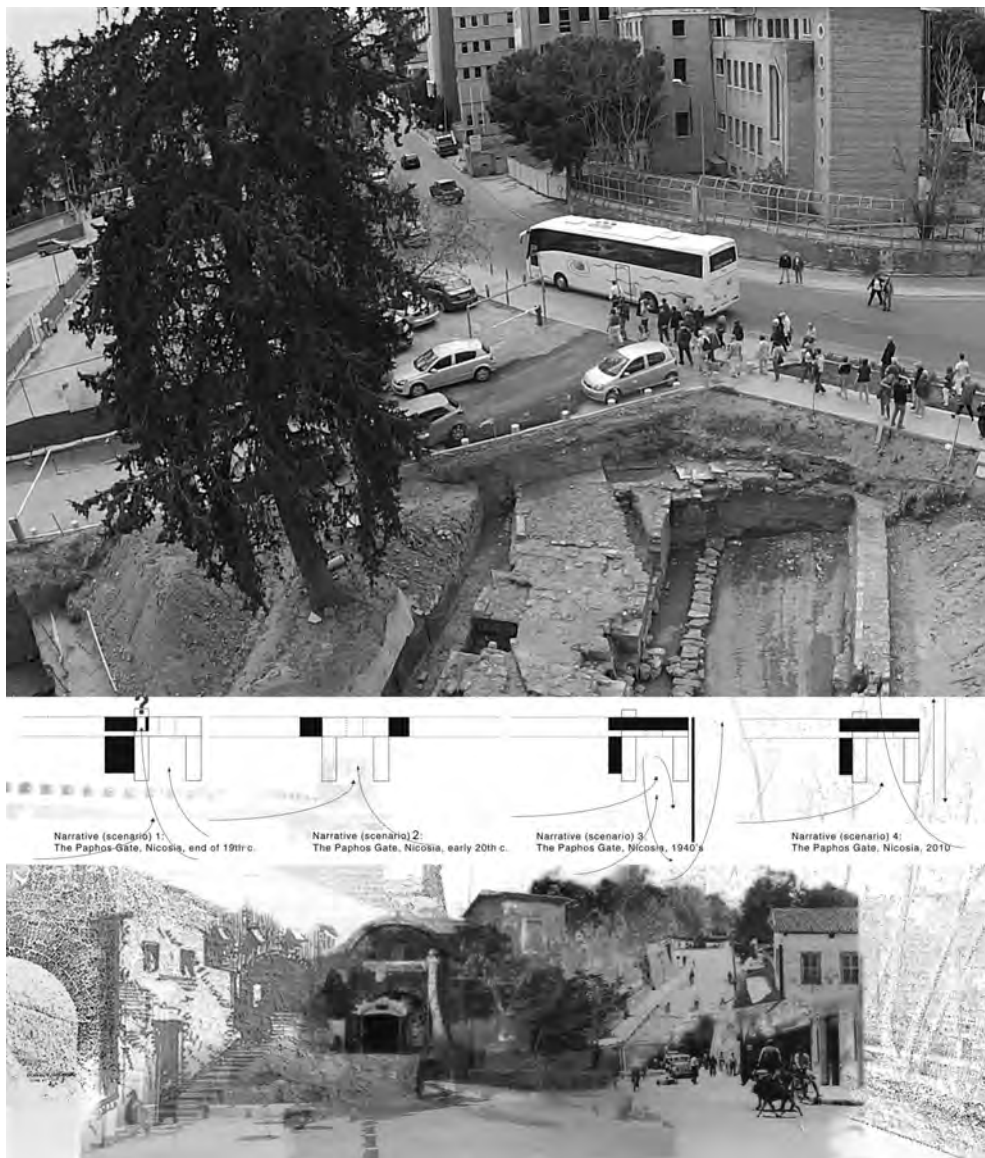 ?
Narrative (scenario) 1:
The Paphos Gate, Nicosia, end of 19th c.
Narrative (scenario) 2:
The Paphos Gate, Nicosia, early 20th c.
Narrative (scenario) 3
The Paphos Gate, Nicosia, 1940's
Narrative (scenario) 4:
The Paphos Gate, Nicosia, 2010